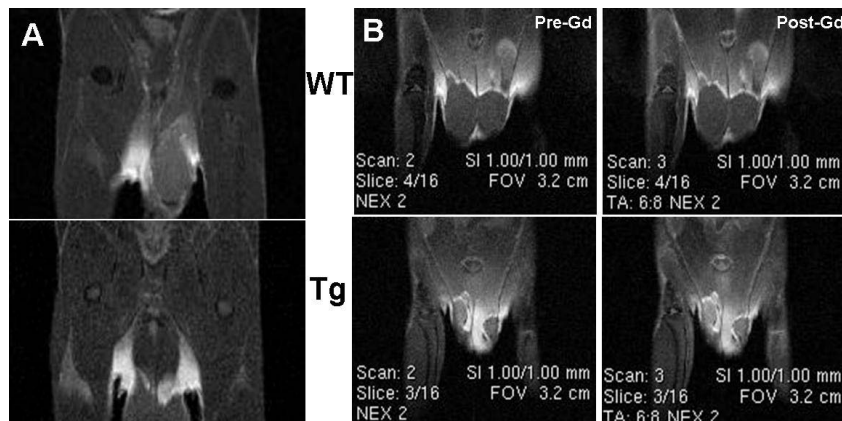 A
WT
Tg
B
Pre-Gd
Scan: 2 SI 1.00/1.00 mm
Slice: 4/16 FOV 3.2 cm
NEX 2
Post-Gd
Scan: 3 SI 1.00/1.00 mm
Slice: 4/16 FOV 3.2 cm
TA: 6:8 NEX 2
Scan: 2 SI 1.00/1.00 mm
Slice: 3/16 FOV 3.2 cm
NEX 2
Scan: 3 SI 1.00/1.00 mm
Slice: 3/16 FOV 3.2 cm
TA: 6:8 NEX 2